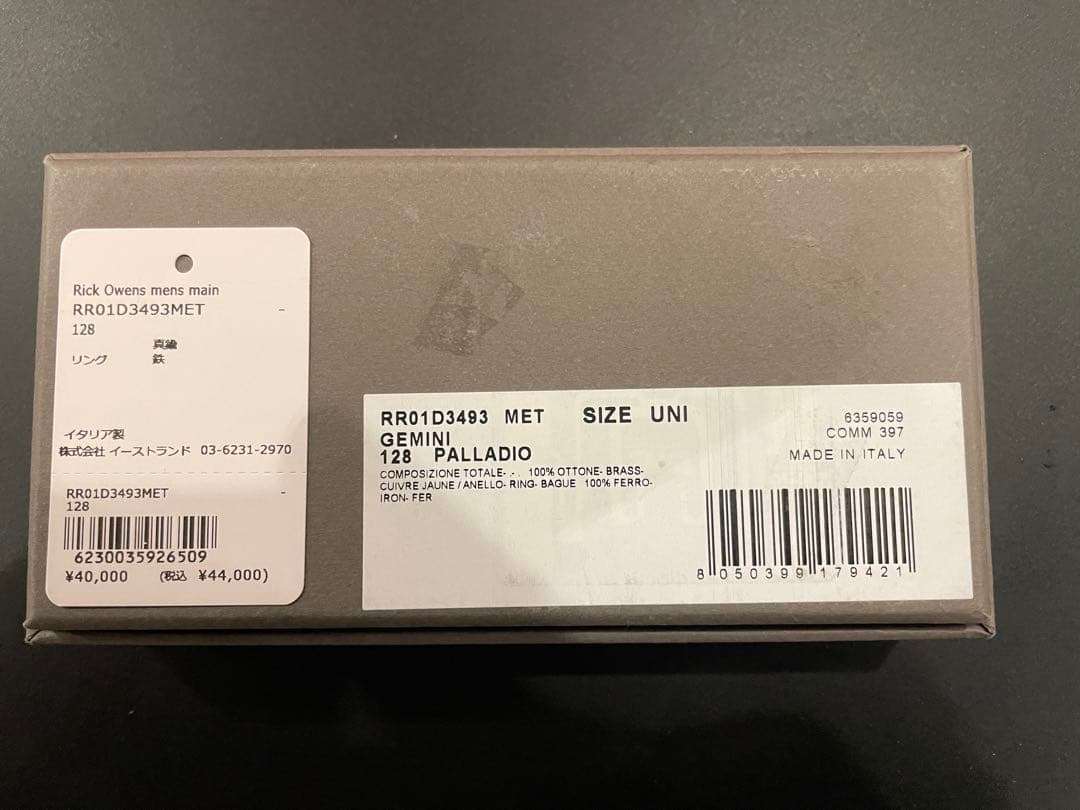 Rick Owens mens main
RR01D3493MET -
128
真鍮
リング 鉄
イタリア製
株式会社 イーストランド 03-6231-2970
RR01D3493MET -
128
6230035926509
¥40,000 (税込 ¥44,000)
RR01D3493 MET SIZE UNI
GEMINI
128 PALLADIO
COMPOSIZIONE TOTALE- .- . 100% OTTONE- BRASS-
CUIVRE JAUNE / ANELLO- RING- BAGUE 100% FERRO-
IRON- FER
6359059
COMM 397
MADE IN ITALY
8 050399 179421